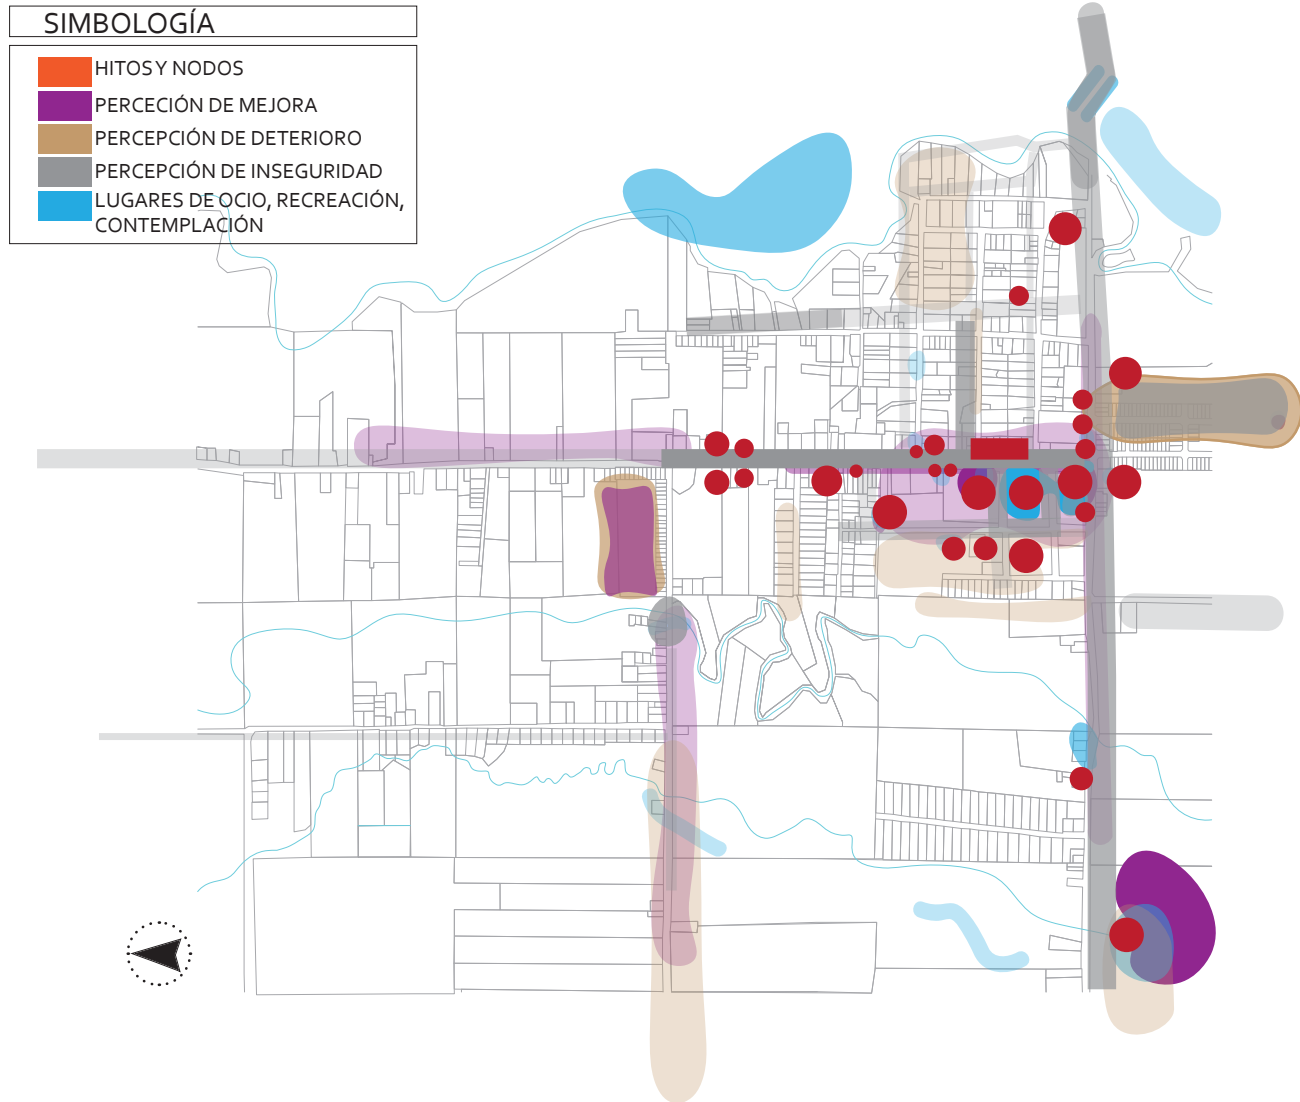 SIMBOLOGÍA
HITOS Y NODOS
PERCECIÓN DE MEJORA
PERCEPCIÓN DE DETERIORO
PERCEPCIÓN DE INSEGURIDAD
LUGARES DE OCIO, RECREACIÓN,
CONTEMPLACIÓN